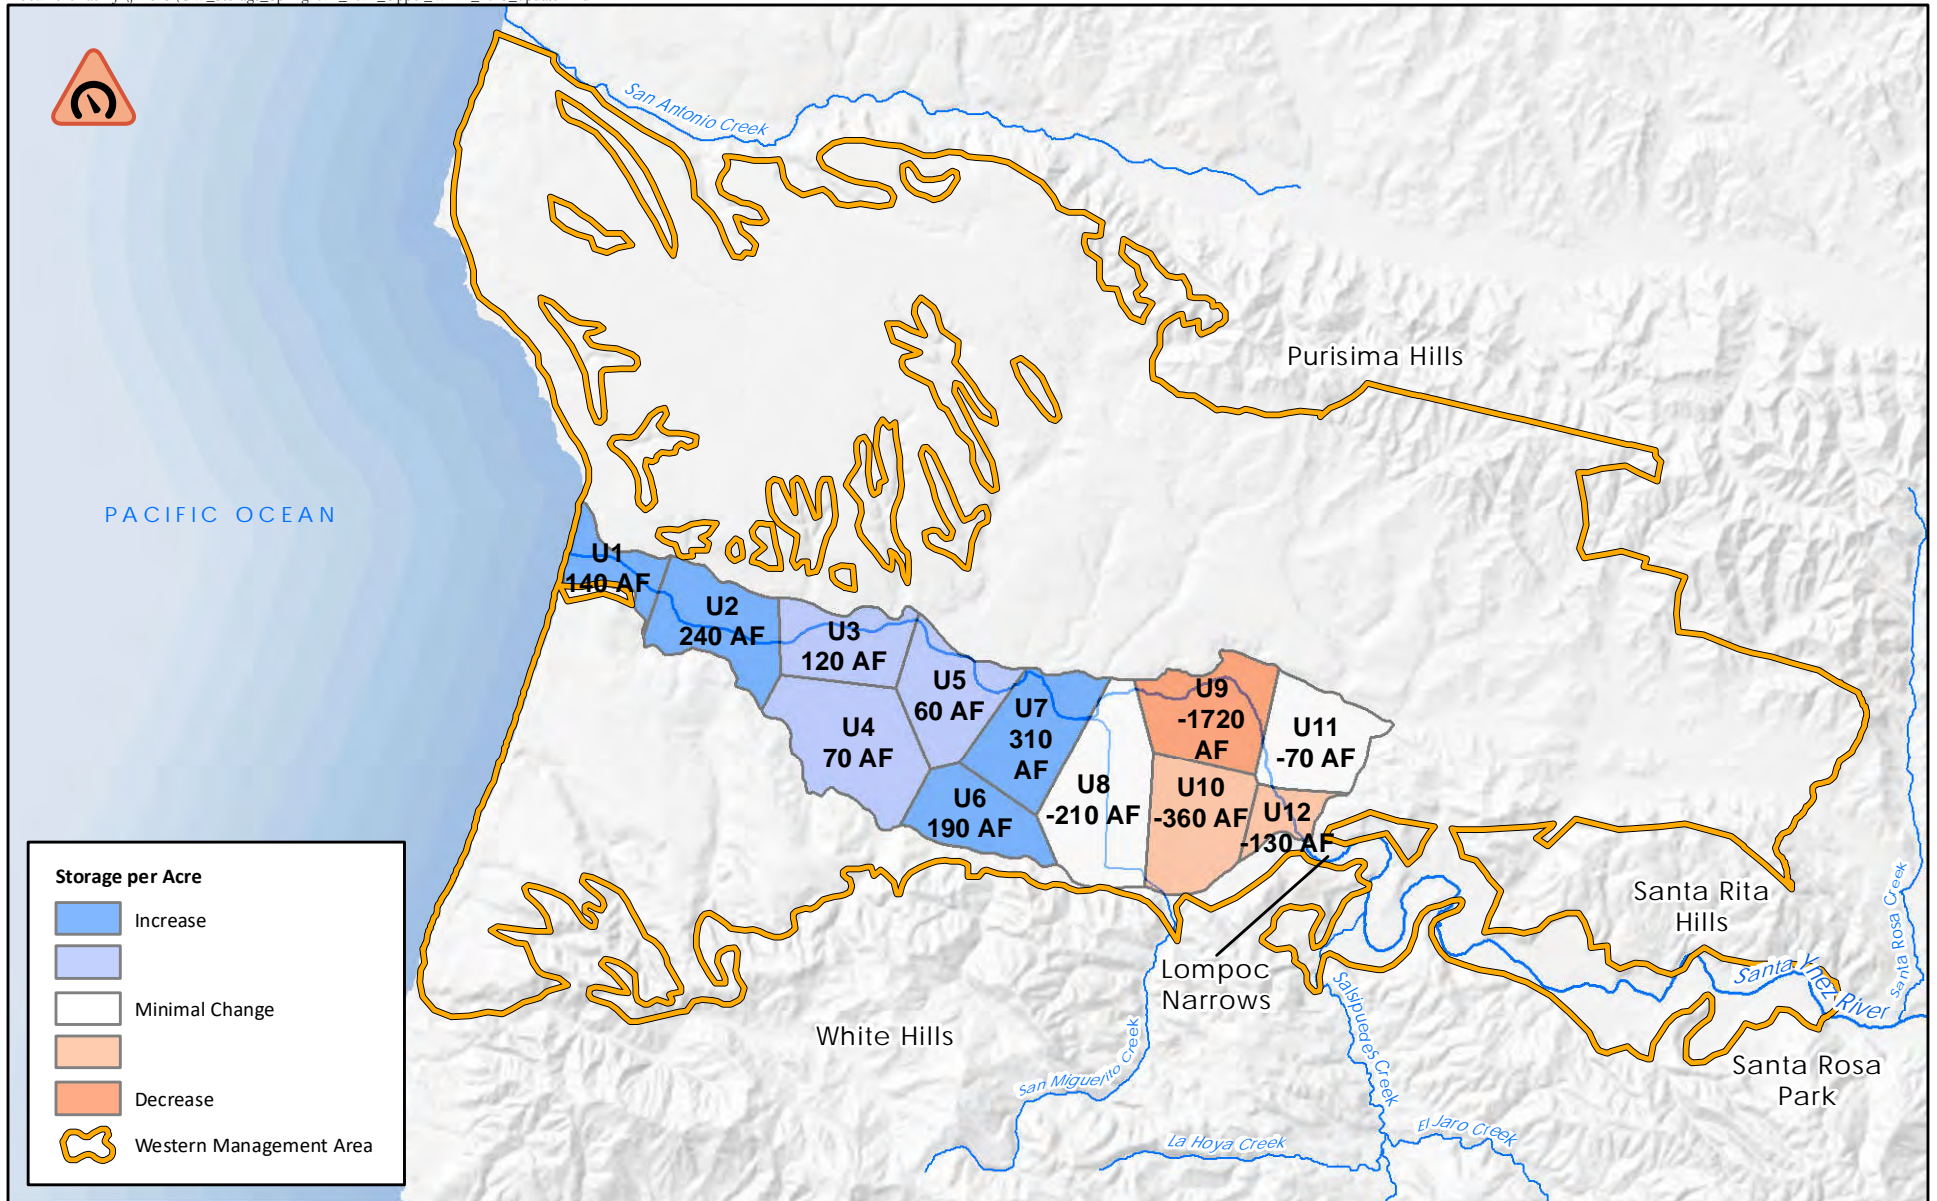 San Antonio Creek
Purisima Hills
PACIFIC OCEAN
U1
140 AF
U2
240 AF
U3
120 AF
U4
70 AF
U5
60 AF
U6
190 AF
U7
310
AF
U8
-210 AF
U9
-1720
AF
U10
-360 AF
U11
-70 AF
U12
-130 AF
Santa Rita
Hills
Santa Rosa Creek
Lompoc
Narrows
Santa Ynez River
Salsipuedes Creek
White Hills
San Miguelito Creek
Santa Rosa
Park
La Hoya Creek
El Jaro Creek
Storage per Acre
Increase
Minimal Change
Decrease
Western Management Area